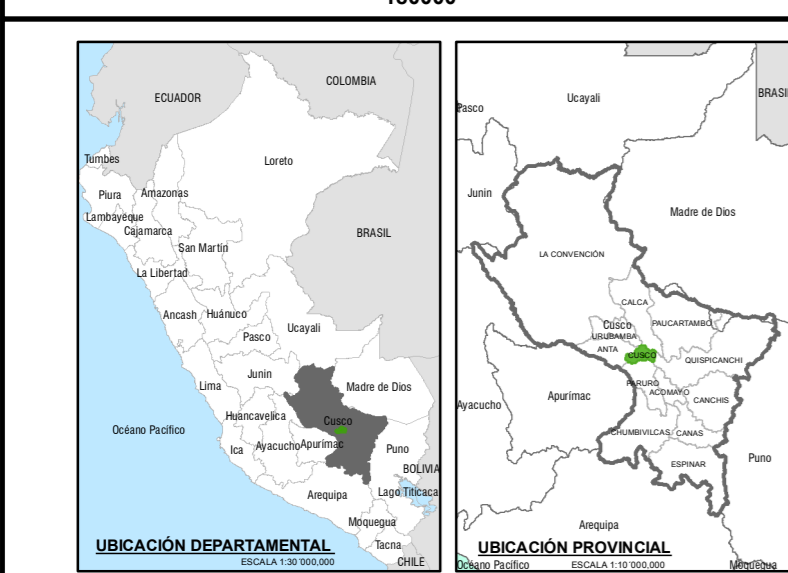 ECUADOR
COLOMBIA
Tumbes
Loreto
Piura
Amazonas
Lambayeque
Cajamarca
San Martín
BRASIL
La Libertad
Ancash
Huánuco
Ucayali
Pasco
Junin
Lima
Madre de Dios
Huancavelica
Cusco
Océano Pacífico
Ica
Ayacucho
Apurímac
Puno
BOLIVIA
Lago Titicaca
Arequipa
Moquegua
Tacna
CHILE
UBICACIÓN DEPARTAMENTAL
ESCALA 1:30´000,000
Ucayali
BRASI
Pasco
Junin
Madre de Dios
LA CONVENCIÓN
CALCA
Cusco
PAUCARTAMBO
URUBAMBA
ANTA
CUSCO
QUISPICANCHI
PARURO
ACOMAYO
Apurímac
CANCHIS
Ayacucho
CHUMBIVILCAS
CANAS
ESPINAR
Puno
Arequipa
UBICACIÓN PROVINCIAL
Océano Pacífico
ESCALA 1:10´000,000
Moquegua